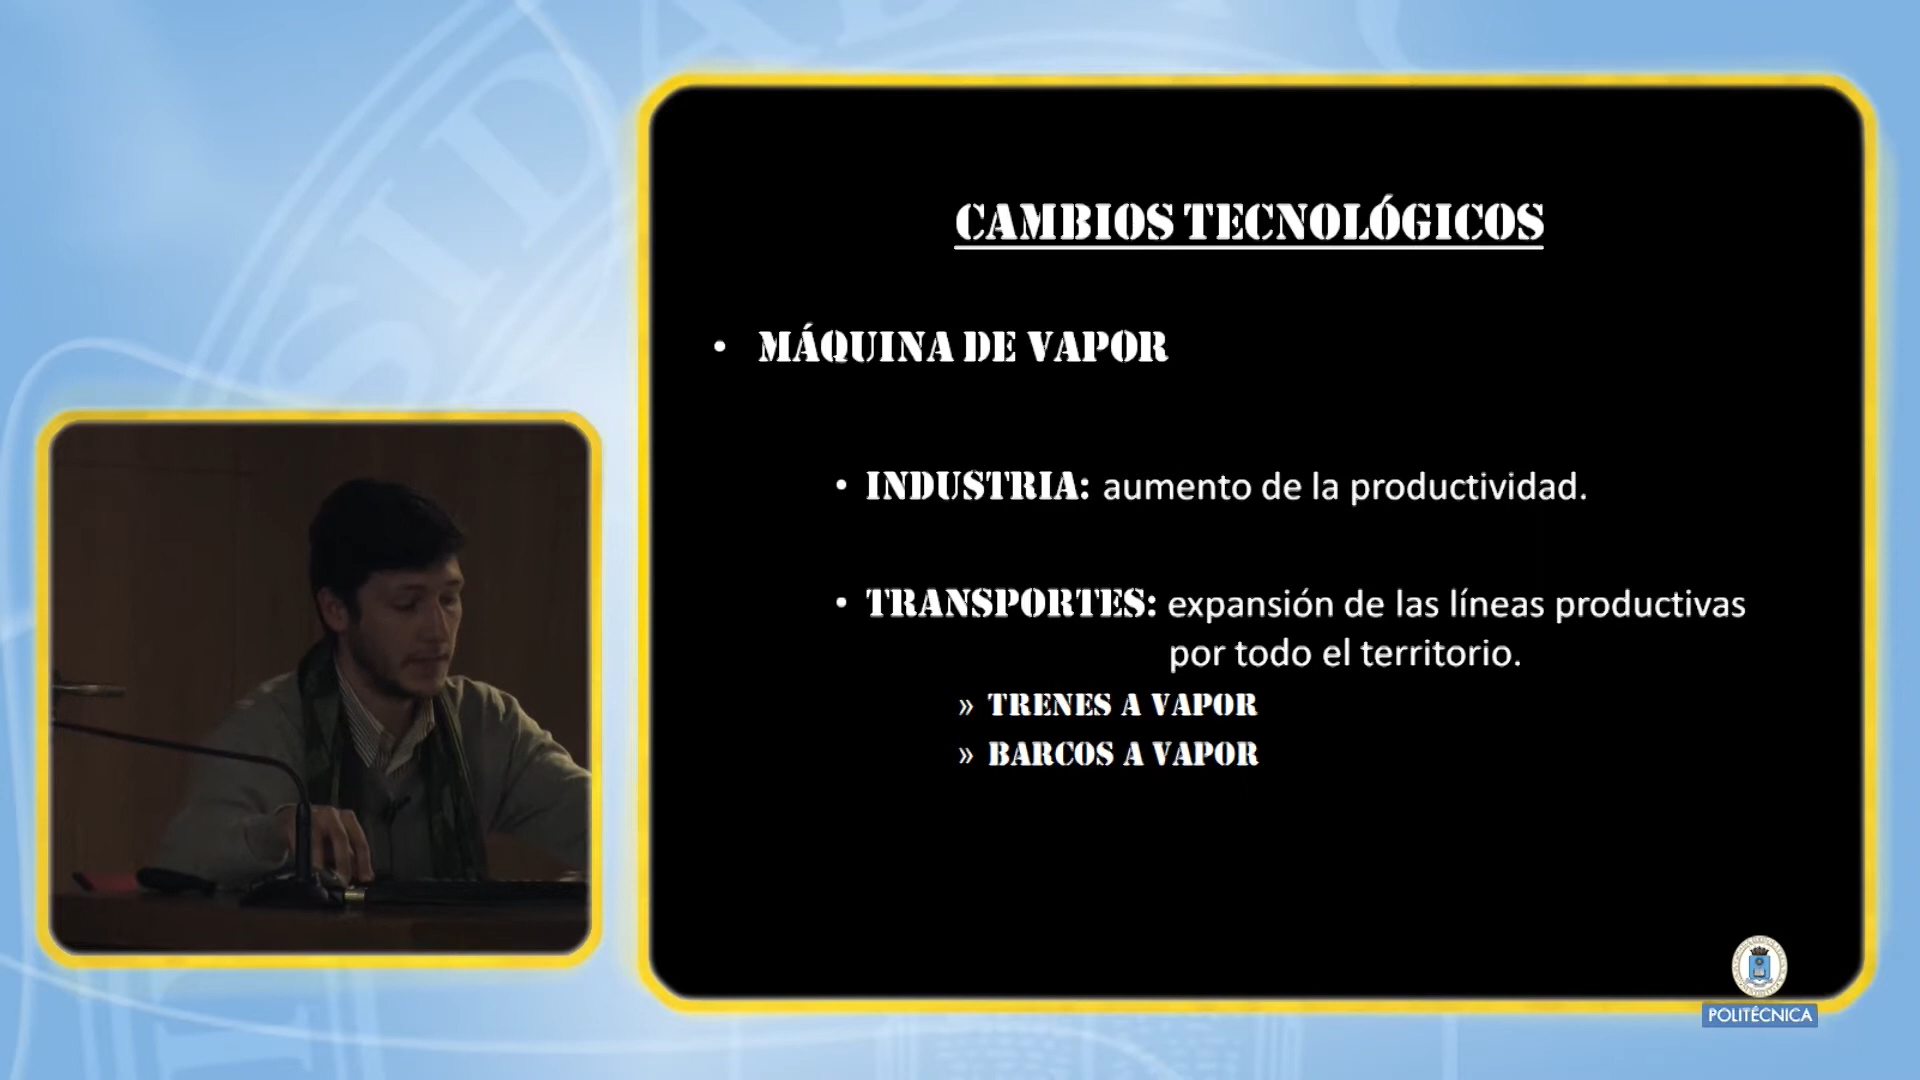 CAMBIOS TECNOLÓGICOS
• MÁQUINA DE VAPOR
• INDUSTRIA: aumento de la productividad.
• TRANSPORTES: expansión de las líneas productivas
por todo el territorio.
» TRENES A VAPOR
» BARCOS A VAPOR
POLITÉCNICA